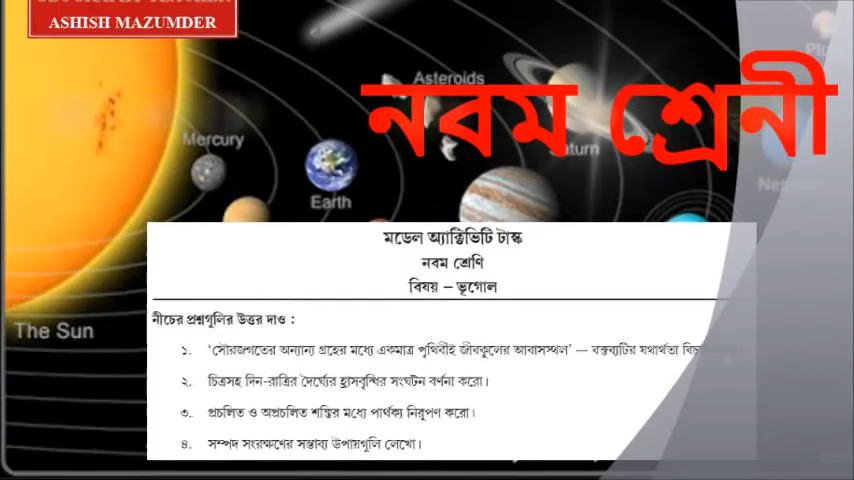 ASHISH MAZUMDER
নবম শ্রেনী
Asteroids
Mercury
Saturn
Earth
The Sun
মডেল অ্যাক্টিভিটি টাস্ক
নবম শ্রেণি
বিষয় – ভূগোল
নীচের প্রশ্নগুলির উত্তর দাও :
১. 'সৌরজগতের অন্যান্য গ্রহের মধ্যে একমাত্র পৃথিবীই জীবকুলের আবাসস্থল' — বক্তব্যটির যথার্থতা
২. চিত্রসহ দিন-রাত্রির দৈর্ঘ্যের হ্রাসবৃদ্ধির সংঘটন বর্ণনা করো।
৩. প্রচলিত ও অপ্রচলিত শক্তির মধ্যে পার্থক্য নিরূপণ করো।
৪. সম্পদ সংরক্ষণের সম্ভাব্য উপায়গুলি লেখো।